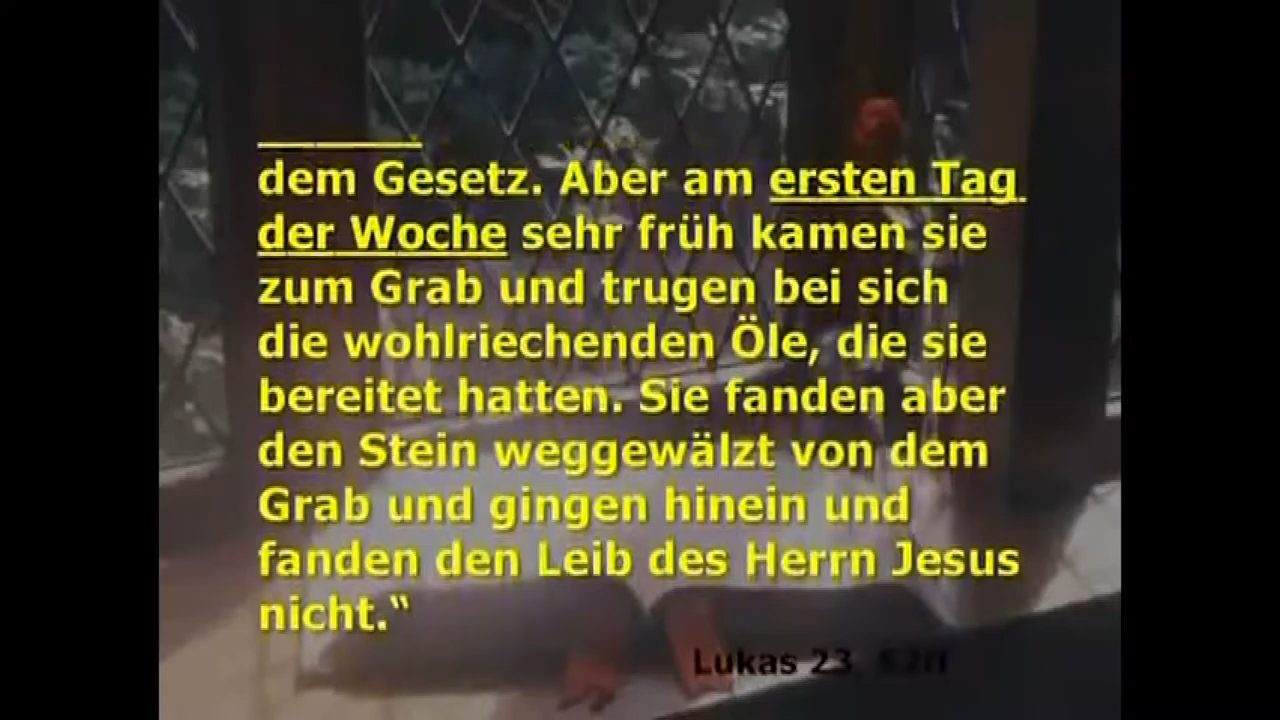 dem Gesetz. Aber am ersten Tag
der Woche sehr früh kamen sie
zum Grab und trugen bei sich
die wohlriechenden Öle, die sie
bereitet hatten. Sie fanden aber
den Stein weggewälzt von dem
Grab und gingen hinein und
fanden den Leib des Herrn Jesus
nicht.“
Lukas 23,